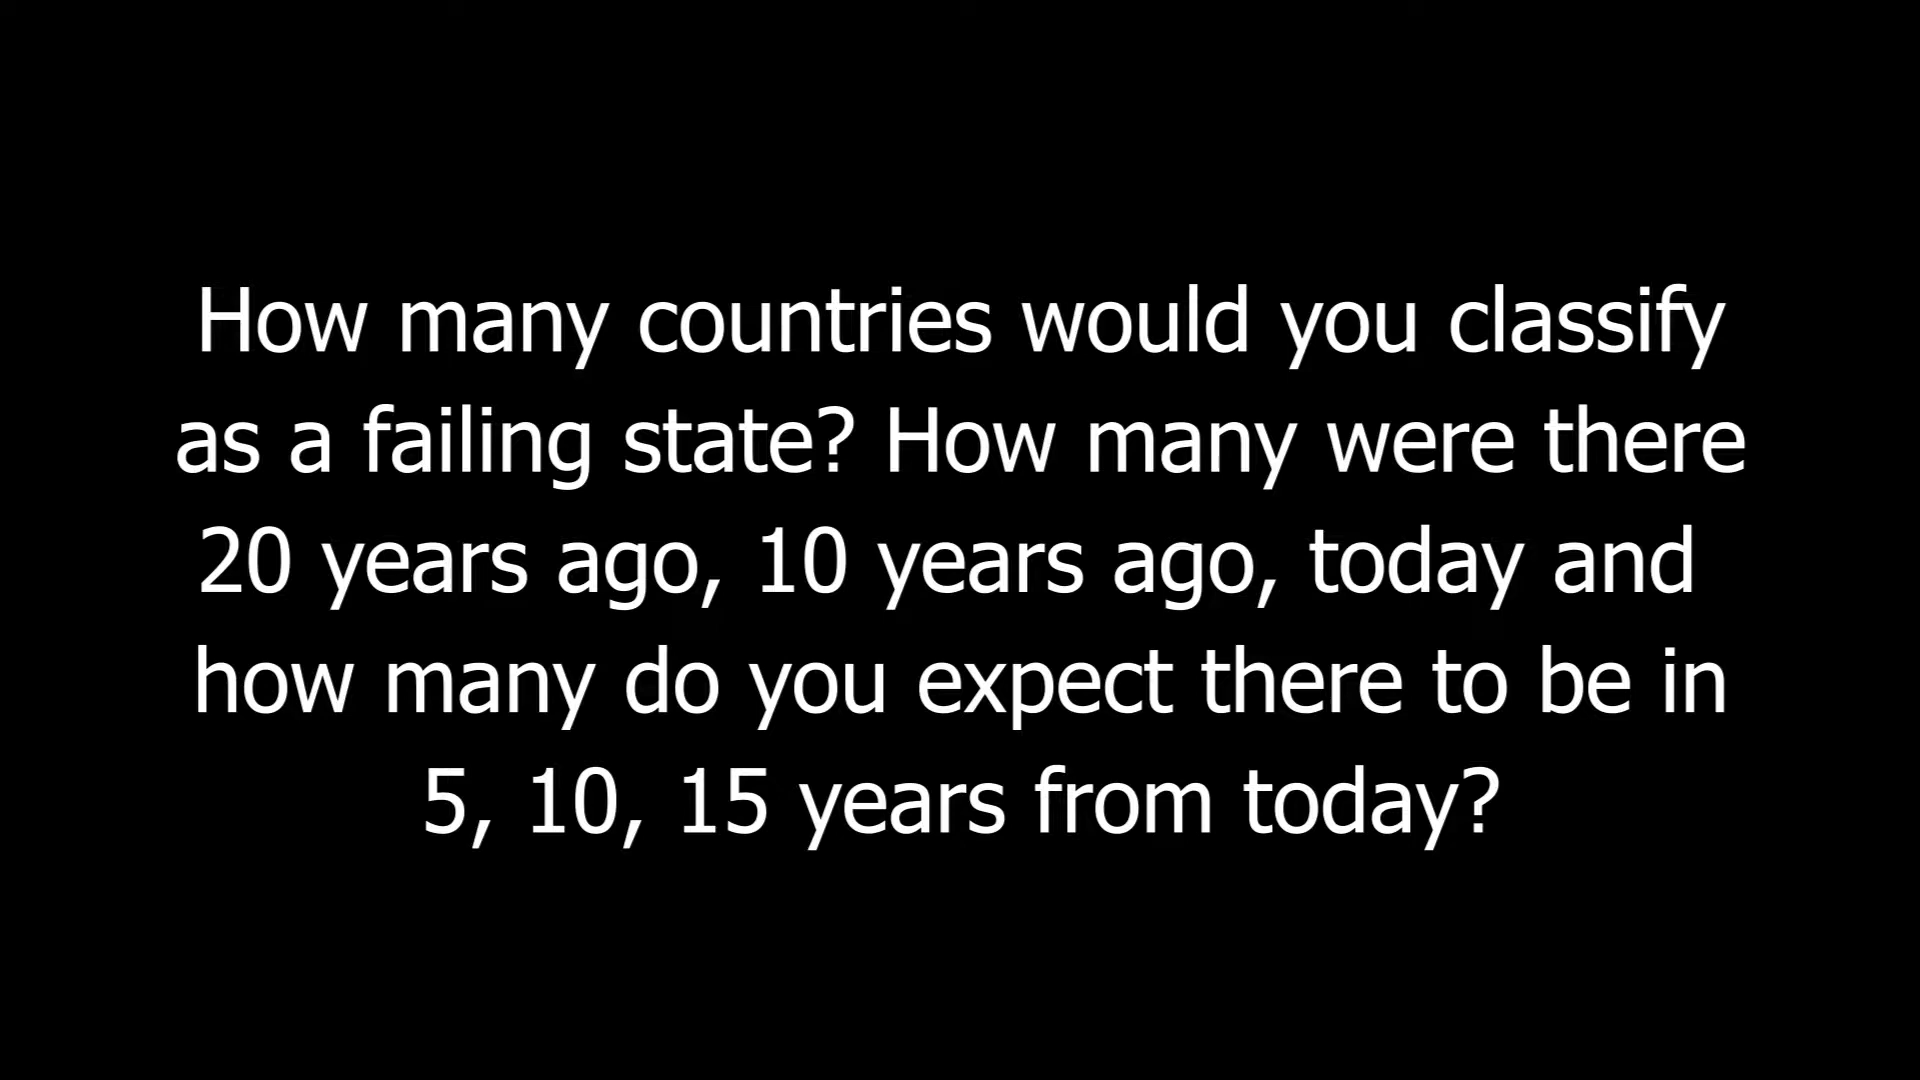 How many countries would you classify
as a failing state? How many were there
20 years ago, 10 years ago, today and
how many do you expect there to be in
5, 10, 15 years from today?